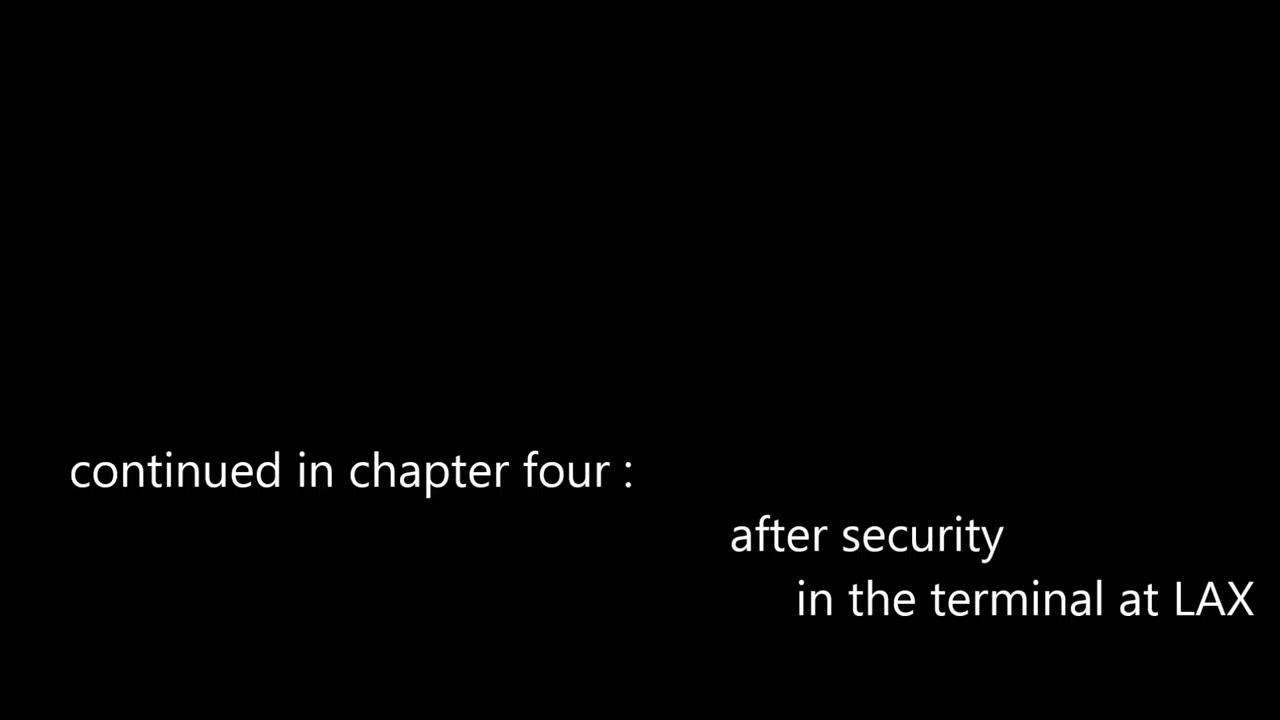 continued in chapter four :
after security
in the terminal at LAX